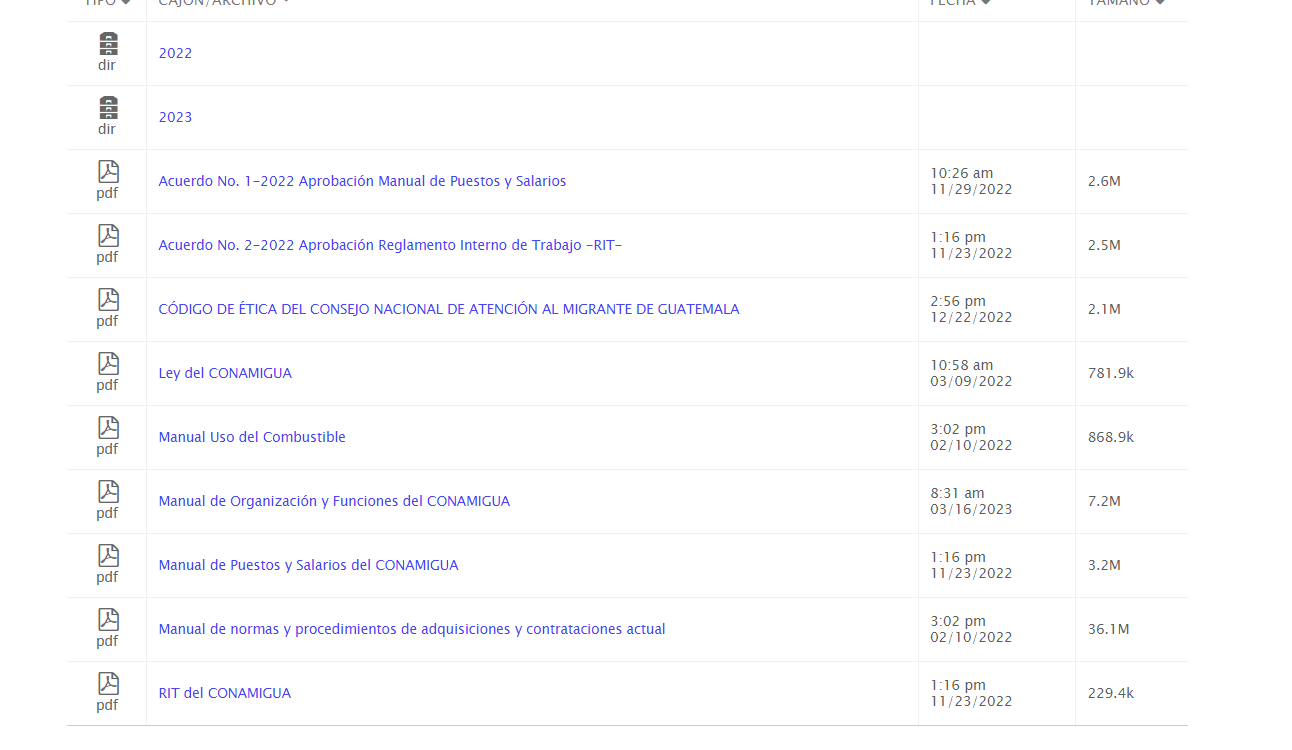 TIPO CAJÓN/ARCHIVO FECHA TAMAÑO
dir 2022
dir 2023
pdf Acuerdo No. 1-2022 Aprobación Manual de Puestos y Salarios 10:26 am 11/29/2022 2.6M
pdf Acuerdo No. 2-2022 Aprobación Reglamento Interno de Trabajo -RIT- 1:16 pm 11/23/2022 2.5M
pdf CÓDIGO DE ÉTICA DEL CONSEJO NACIONAL DE ATENCIÓN AL MIGRANTE DE GUATEMALA 2:56 pm 12/22/2022 2.1M
pdf Ley del CONAMIGUA 10:58 am 03/09/2022 781.9k
pdf Manual Uso del Combustible 3:02 pm 02/10/2022 868.9k
pdf Manual de Organización y Funciones del CONAMIGUA 8:31 am 03/16/2023 7.2M
pdf Manual de Puestos y Salarios del CONAMIGUA 1:16 pm 11/23/2022 3.2M
pdf Manual de normas y procedimientos de adquisiciones y contrataciones actual 3:02 pm 02/10/2022 36.1M
pdf RIT del CONAMIGUA 1:16 pm 11/23/2022 229.4k